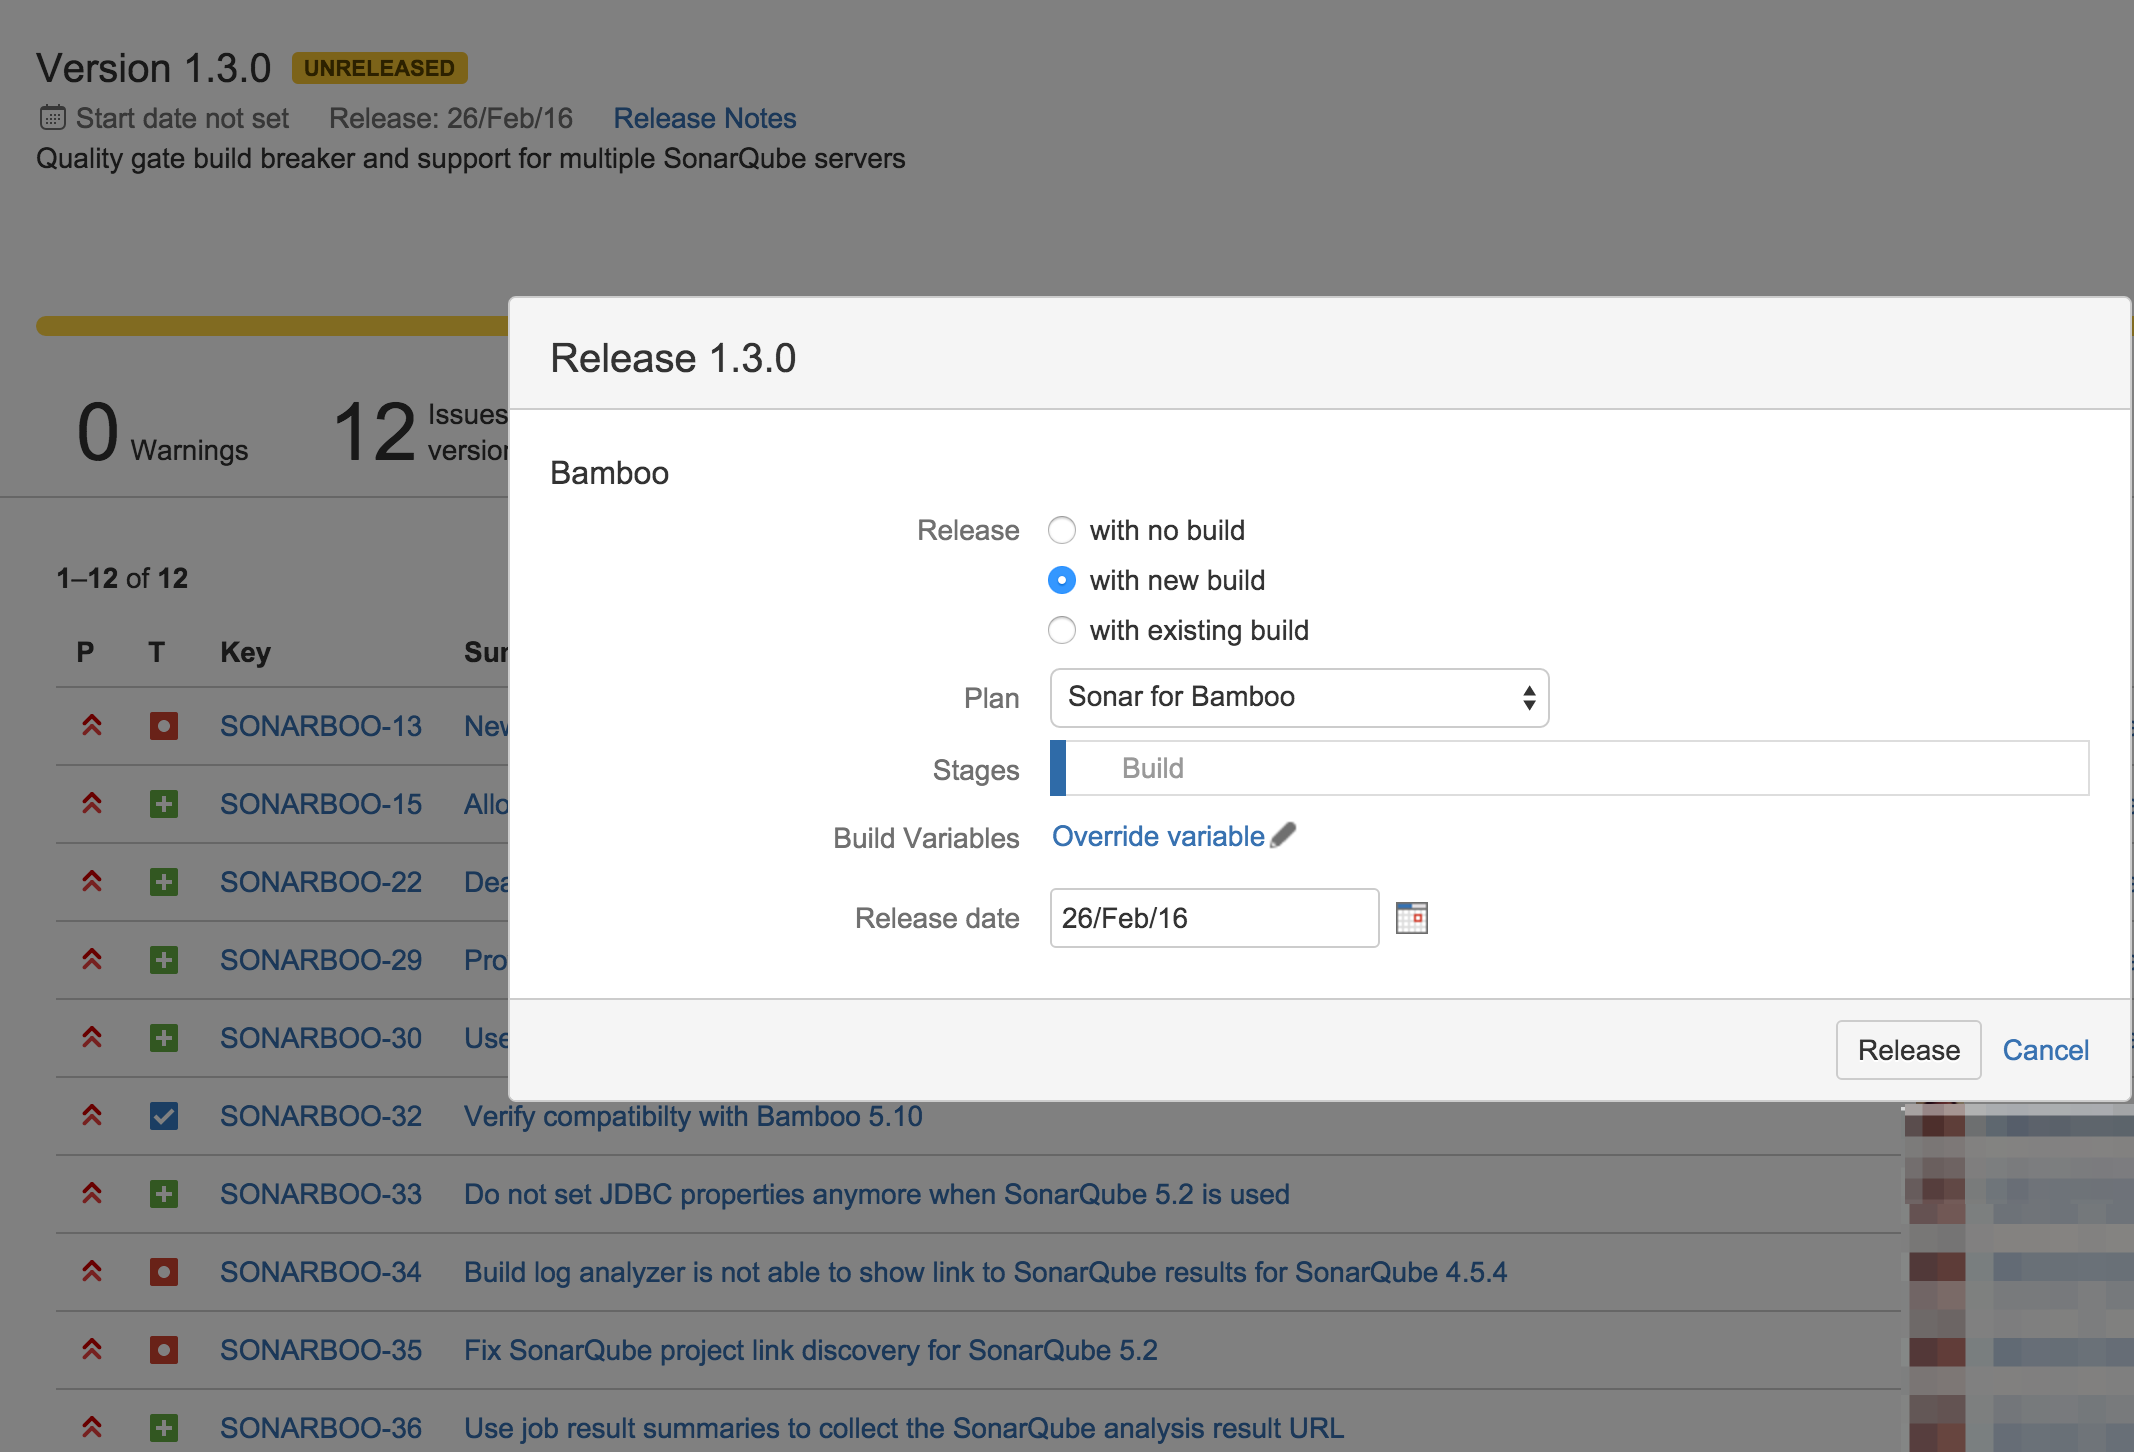 Version 1.3.0 UNRELEASED
Start date not set Release: 26/Feb/16 Release Notes
Quality gate build breaker and support for multiple SonarQube servers
0 Warnings 12 Issues
Release 1.3.0
Bamboo
Release with no build
with new build
with existing build
Plan Sonar for Bamboo
Stages Build
Build Variables Override variable
Release date 26/Feb/16
Release Cancel
1–12 of 12
P T Key
SONARBOO-13
SONARBOO-15
SONARBOO-22
SONARBOO-29
SONARBOO-30
SONARBOO-32 Verify compatibilty with Bamboo 5.10
SONARBOO-33 Do not set JDBC properties anymore when SonarQube 5.2 is used
SONARBOO-34 Build log analyzer is not able to show link to SonarQube results for SonarQube 4.5.4
SONARBOO-35 Fix SonarQube project link discovery for SonarQube 5.2
SONARBOO-36 Use job result summaries to collect the SonarQube analysis result URL